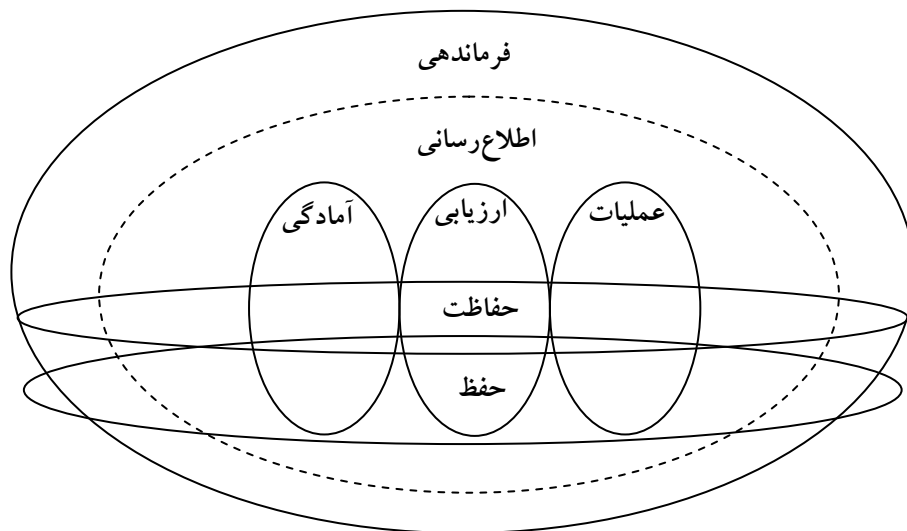 فرماندهی
اطلاع‌رسانی
عملیات
ارزیابی
آمادگی
حفاظت
حفظ